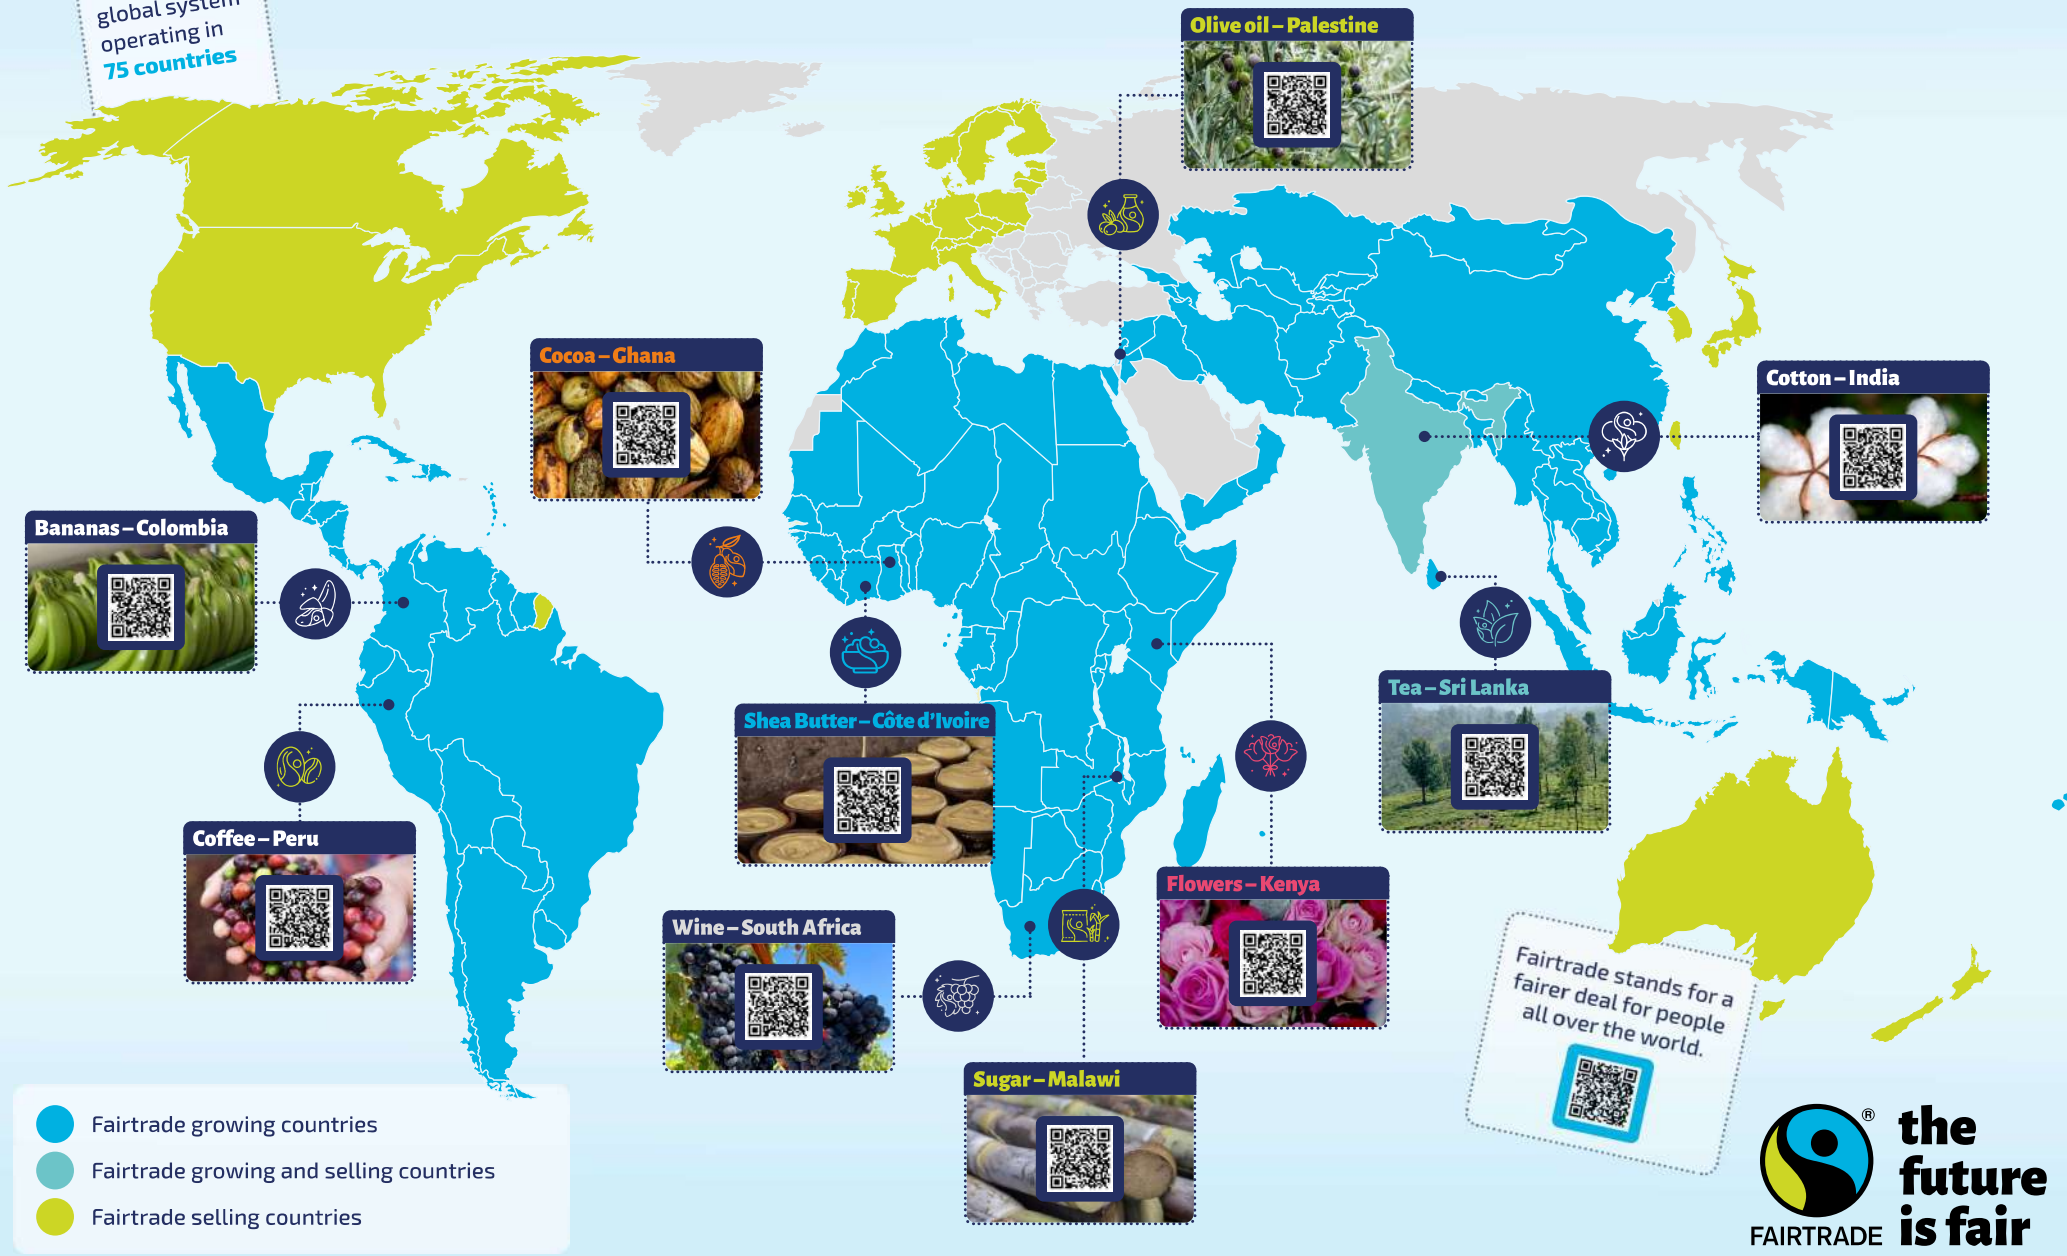 global system
operating in
75 countries
Olive oil – Palestine
Cocoa – Ghana
Cotton – India
Bananas – Colombia
Tea – Sri Lanka
Shea Butter – Côte d’Ivoire
Coffee – Peru
Flowers – Kenya
Wine – South Africa
Sugar – Malawi
Fairtrade stands for a
fairer deal for people
all over the world.
Fairtrade growing countries
Fairtrade growing and selling countries
Fairtrade selling countries
®
FAIRTRADE
the
future
is fair